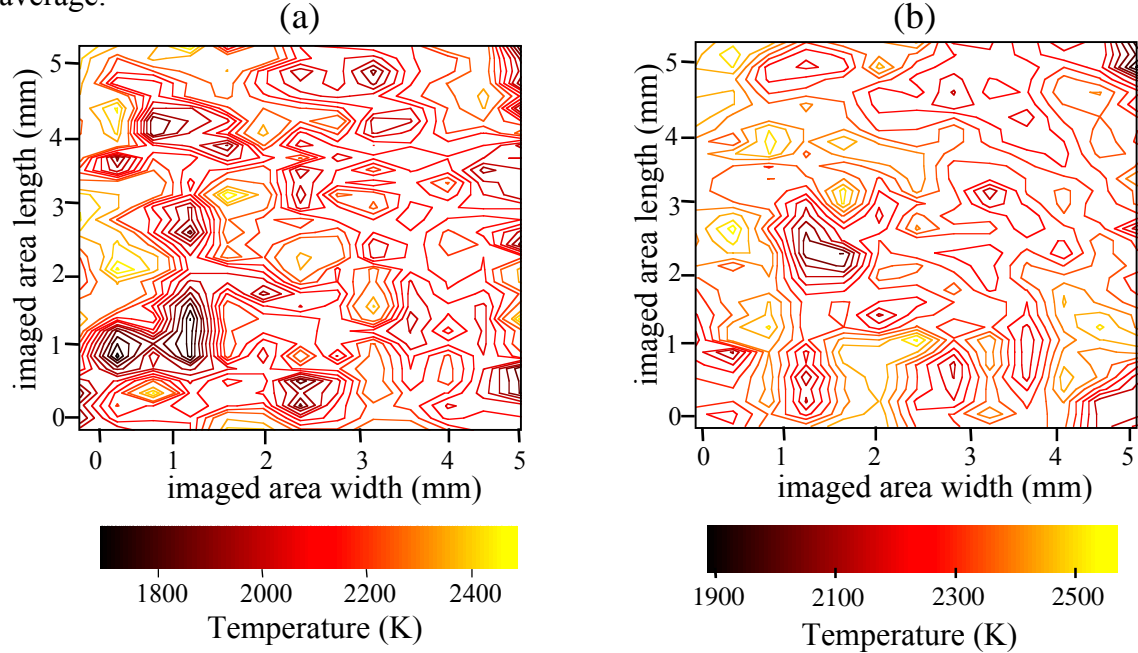 average.
(a)
(b)
imaged area length (mm)
5
4
3
2
1
0
0 1 2 3 4 5
imaged area width (mm)
1800 2000 2200 2400
Temperature (K)
imaged area length (mm)
5
4
3
2
1
0
0 1 2 3 4 5
imaged area width (mm)
1900 2100 2300 2500
Temperature (K)